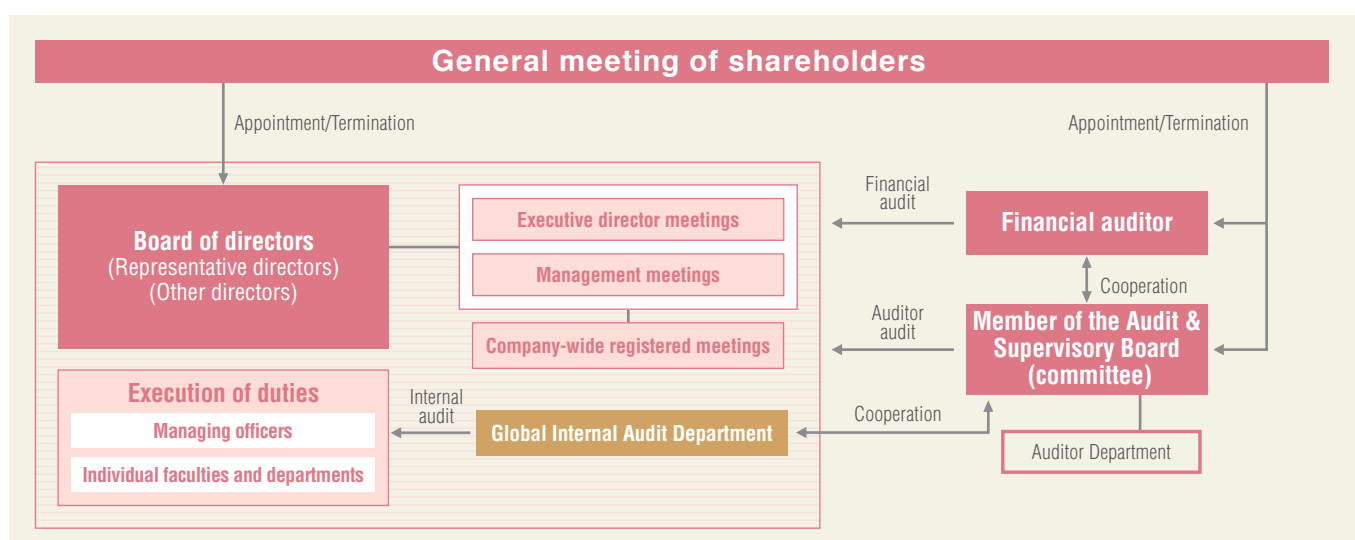 General meeting of shareholders
Appointment/Termination
Appointment/Termination
Board of directors
(Representative directors)
(Other directors)
Executive director meetings
Management meetings
Company-wide registered meetings
Financial
audit
Financial auditor
Cooperation
Auditor
audit
Member of the Audit &
Supervisory Board
(committee)
Execution of duties
Managing officers
Individual faculties and departments
Internal
audit
Global Internal Audit Department
Cooperation
Auditor Department